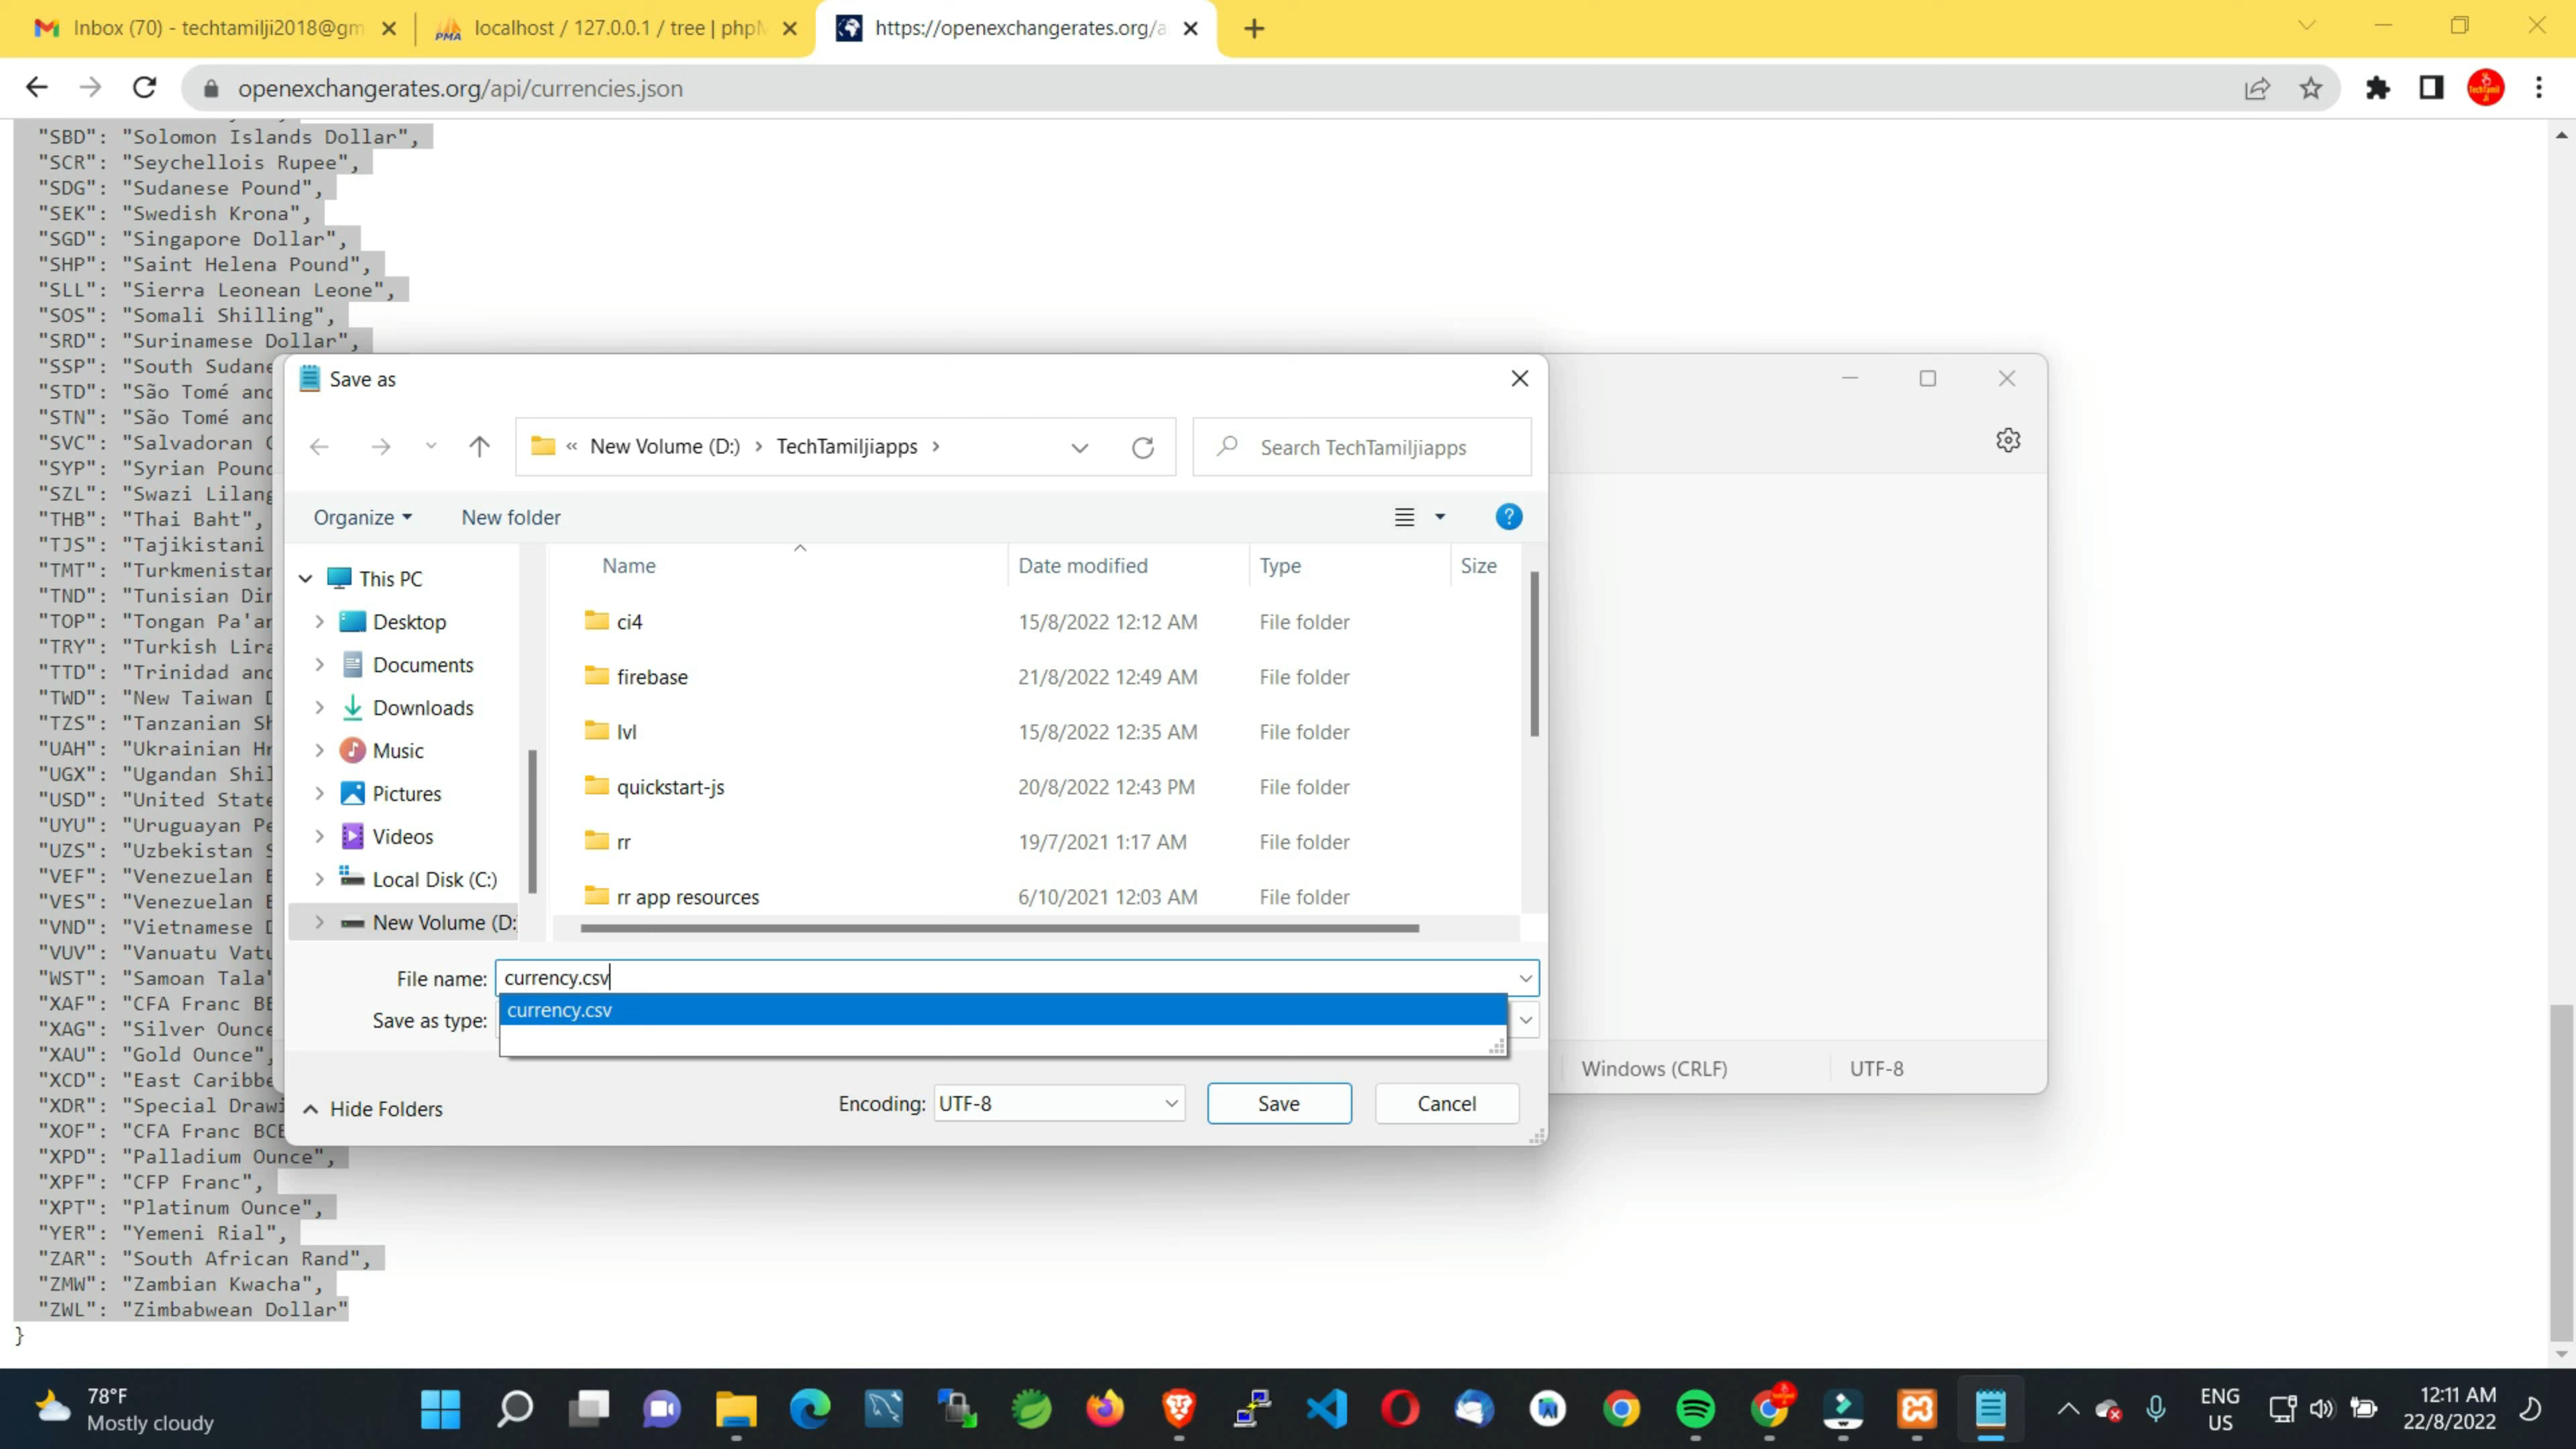 Inbox (70) - techtamilji2018@gm
localhost / 127.0.0.1 / tree | phpM
https://openexchangerates.org/a
openexchangerates.org/api/currencies.json
"SBD": "Solomon Islands Dollar",
"SCR": "Seychellois Rupee",
"SDG": "Sudanese Pound",
"SEK": "Swedish Krona",
"SGD": "Singapore Dollar",
"SHP": "Saint Helena Pound",
"SLL": "Sierra Leonean Leone",
"SOS": "Somali Shilling",
"SRD": "Surinamese Dollar",
"SSP": "South Sudane
"STD": "São Tomé and
"STN": "São Tomé and
"SVC": "Salvadoran C
"SYP": "Syrian Pound
"SZL": "Swazi Lilang
"THB": "Thai Baht",
"TJS": "Tajikistani
"TMT": "Turkmenistan
"TND": "Tunisian Din
"TOP": "Tongan Pa'an
"TRY": "Turkish Lira
"TTD": "Trinidad and
"TWD": "New Taiwan D
"TZS": "Tanzanian Sh
"UAH": "Ukrainian Hr
"UGX": "Ugandan Shil
"USD": "United State
"UYU": "Uruguayan Pe
"UZS": "Uzbekistan S
"VEF": "Venezuelan B
"VES": "Venezuelan B
"VND": "Vietnamese D
"VUV": "Vanuatu Vatu
"WST": "Samoan Tala"
"XAF": "CFA Franc BE
"XAG": "Silver Ounce
"XAU": "Gold Ounce",
"XCD": "East Caribbe
"XDR": "Special Drawi
"XOF": "CFA Franc BCE
"XPD": "Palladium Ounce",
"XPF": "CFP Franc",
"XPT": "Platinum Ounce",
"YER": "Yemeni Rial",
"ZAR": "South African Rand",
"ZMW": "Zambian Kwacha",
"ZWL": "Zimbabwean Dollar"
}
Save as
« New Volume (D:) › TechTamiljiapps ›
Search TechTamiljiapps
Organize
New folder
This PC
Desktop
Documents
Downloads
Music
Pictures
Videos
Local Disk (C:)
New Volume (D:
Name Date modified Type Size
ci4 15/8/2022 12:12 AM File folder
firebase 21/8/2022 12:49 AM File folder
lvl 15/8/2022 12:35 AM File folder
quickstart-js 20/8/2022 12:43 PM File folder
rr 19/7/2021 1:17 AM File folder
rr app resources 6/10/2021 12:03 AM File folder
File name: currency.csv
currency.csv
Save as type:
Hide Folders
Encoding: UTF-8
Save
Cancel
Windows (CRLF)
UTF-8
78°F
Mostly cloudy
ENG
US
12:11 AM
22/8/2022